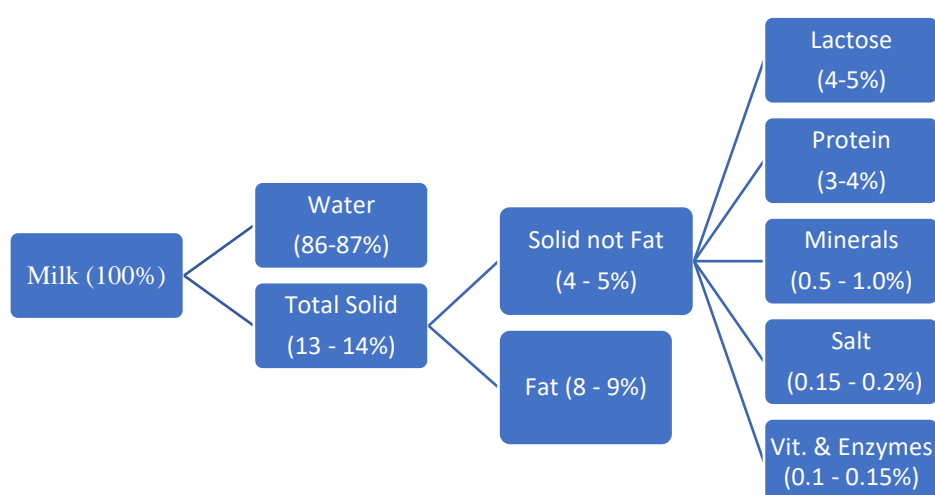 Milk (100%)
Water
(86-87%)
Total Solid
(13 - 14%)
Solid not Fat
(4 - 5%)
Fat (8 - 9%)
Lactose
(4-5%)
Protein
(3-4%)
Minerals
(0.5 - 1.0%)
Salt
(0.15 - 0.2%)
Vit. & Enzymes
(0.1 - 0.15%)